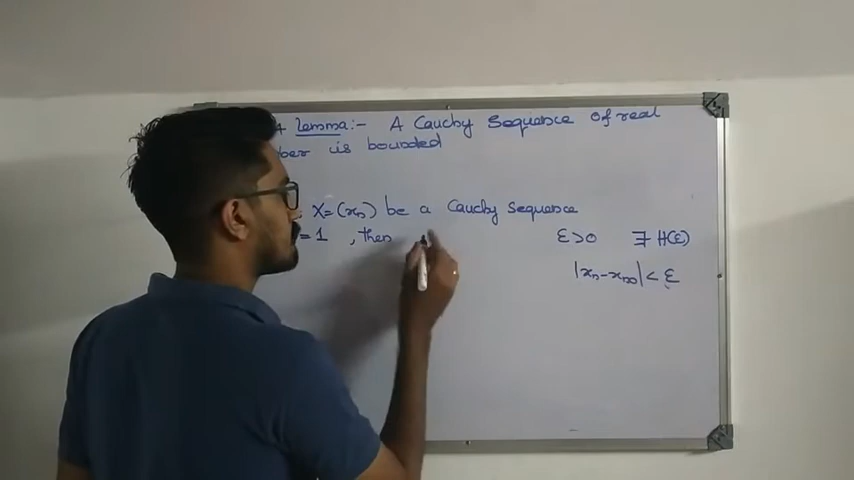 Lemma:- A Cauchy Sequence of real
is bounded
X=(xn) be a Cauchy Sequence
=1 , then
ε>0 ∃ H(ε)
|xn-xm|<ε